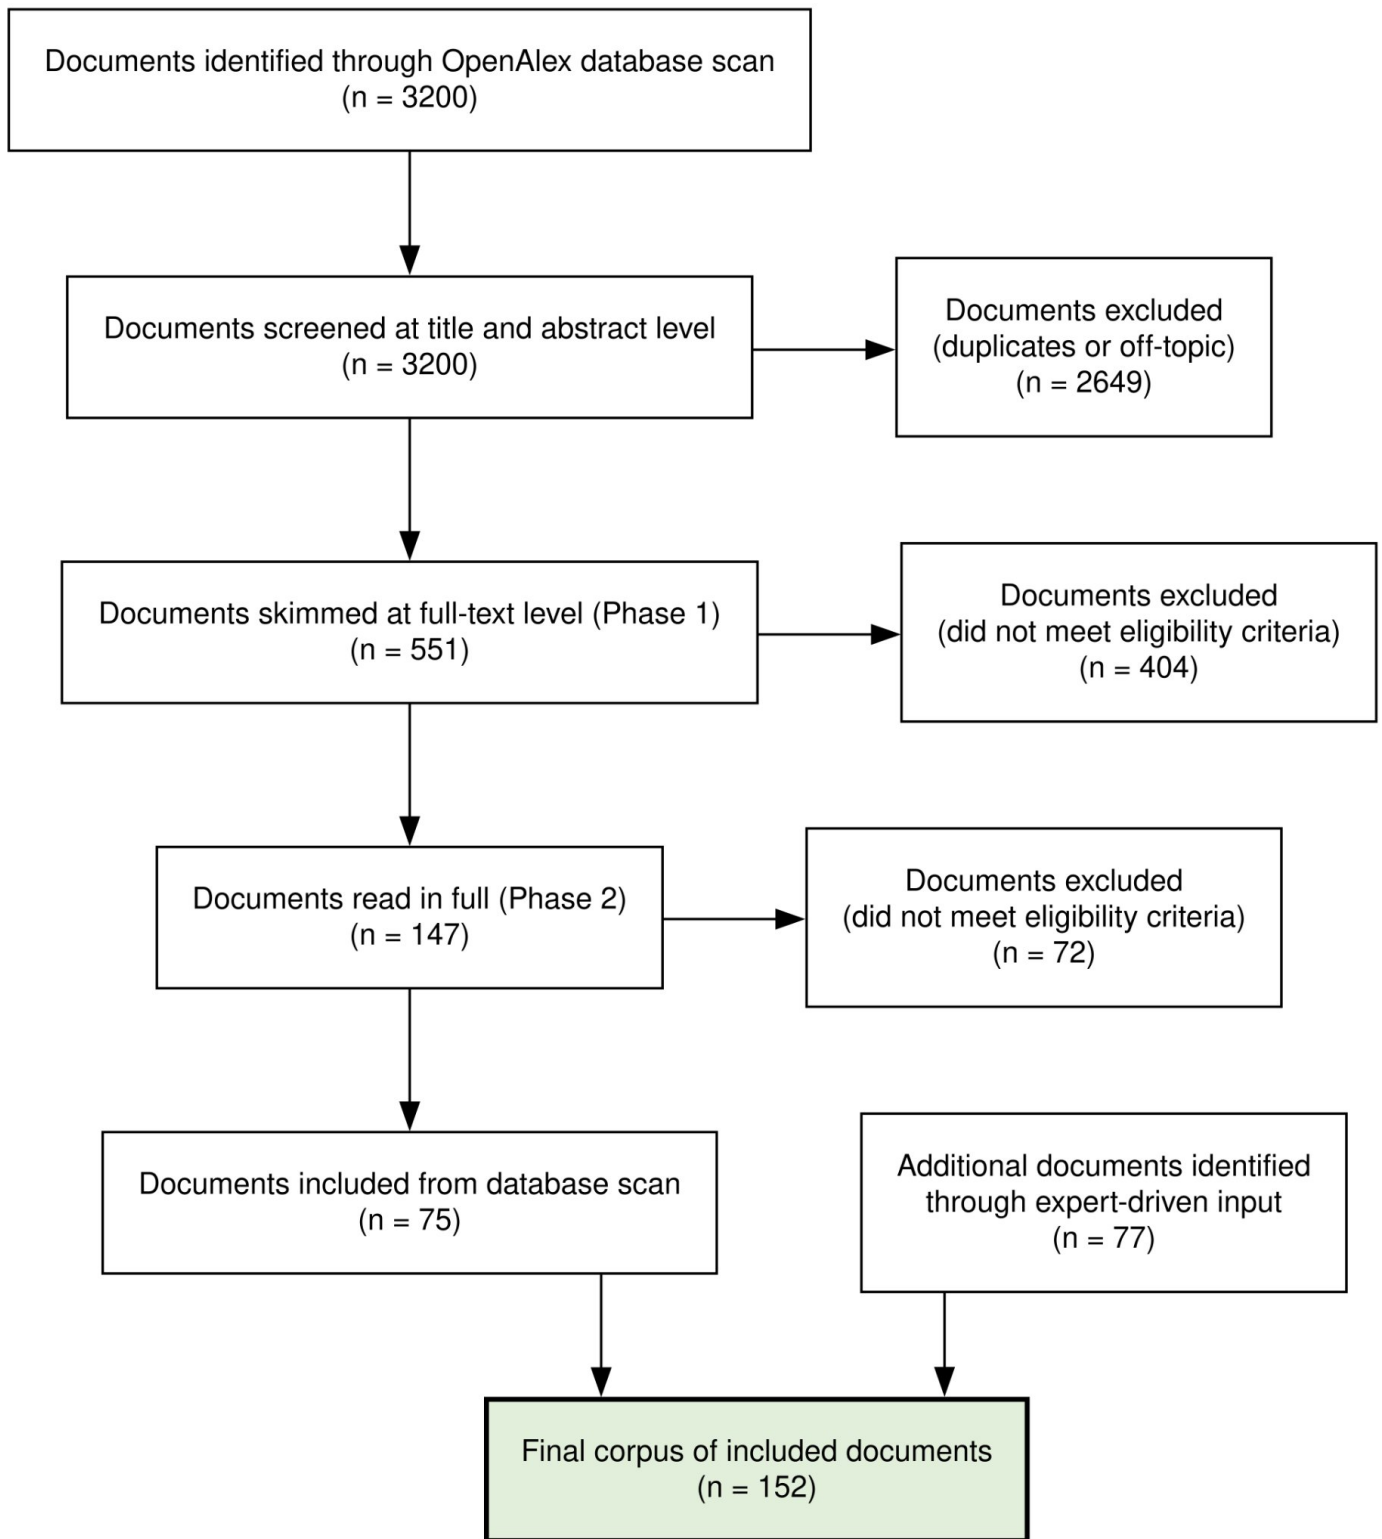 Documents identified through OpenAlex database scan
(n = 3200)
Documents screened at title and abstract level
(n = 3200)
Documents excluded
(duplicates or off-topic)
(n = 2649)
Documents skimmed at full-text level (Phase 1)
(n = 551)
Documents excluded
(did not meet eligibility criteria)
(n = 404)
Documents read in full (Phase 2)
(n = 147)
Documents excluded
(did not meet eligibility criteria)
(n = 72)
Documents included from database scan
(n = 75)
Additional documents identified
through expert-driven input
(n = 77)
Final corpus of included documents
(n = 152)